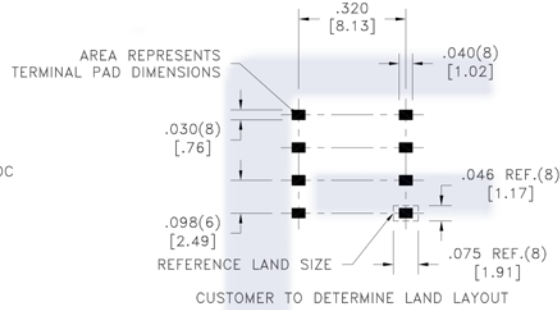 .320
[8.13]
AREA REPRESENTS
TERMINAL PAD DIMENSIONS
.040(8)
[1.02]
.030(8)
[.76]
.046 REF.(8)
[1.17]
.098(6)
[2.49]
REFERENCE LAND SIZE
.075 REF.(8)
[1.91]
CUSTOMER TO DETERMINE LAND LAYOUT